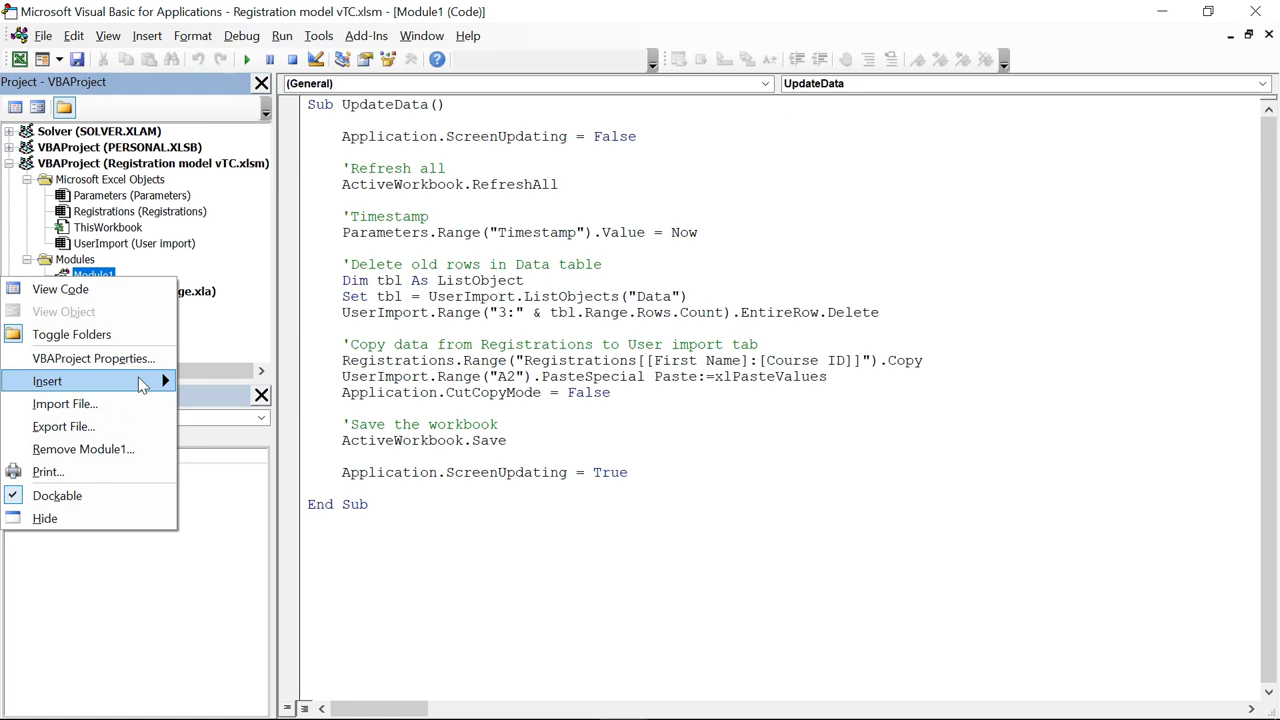 Microsoft Visual Basic for Applications - Registration model vTC.xlsm - [Module1 (Code)]
File Edit View Insert Format Debug Run Tools Add-Ins Window Help
Project - VBAProject
(General)
UpdateData
Solver (SOLVER.XLAM)
VBAProject (PERSONAL.XLSB)
VBAProject (Registration model vTC.xlsm)
Microsoft Excel Objects
Parameters (Parameters)
Registrations (Registrations)
ThisWorkbook
UserImport (User import)
Modules
Module1
ge.xla)
View Code
View Object
Toggle Folders
VBAProject Properties...
Insert
Import File...
Export File...
Remove Module1...
Print...
Dockable
Hide
Sub UpdateData()
Application.ScreenUpdating = False
'Refresh all
ActiveWorkbook.RefreshAll
'Timestamp
Parameters.Range("Timestamp").Value = Now
'Delete old rows in Data table
Dim tbl As ListObject
Set tbl = UserImport.ListObjects("Data")
UserImport.Range("3:" & tbl.Range.Rows.Count).EntireRow.Delete
'Copy data from Registrations to User import tab
Registrations.Range("Registrations[[First Name]:[Course ID]]").Copy
UserImport.Range("A2").PasteSpecial Paste:=xlPasteValues
Application.CutCopyMode = False
'Save the workbook
ActiveWorkbook.Save
Application.ScreenUpdating = True
End Sub